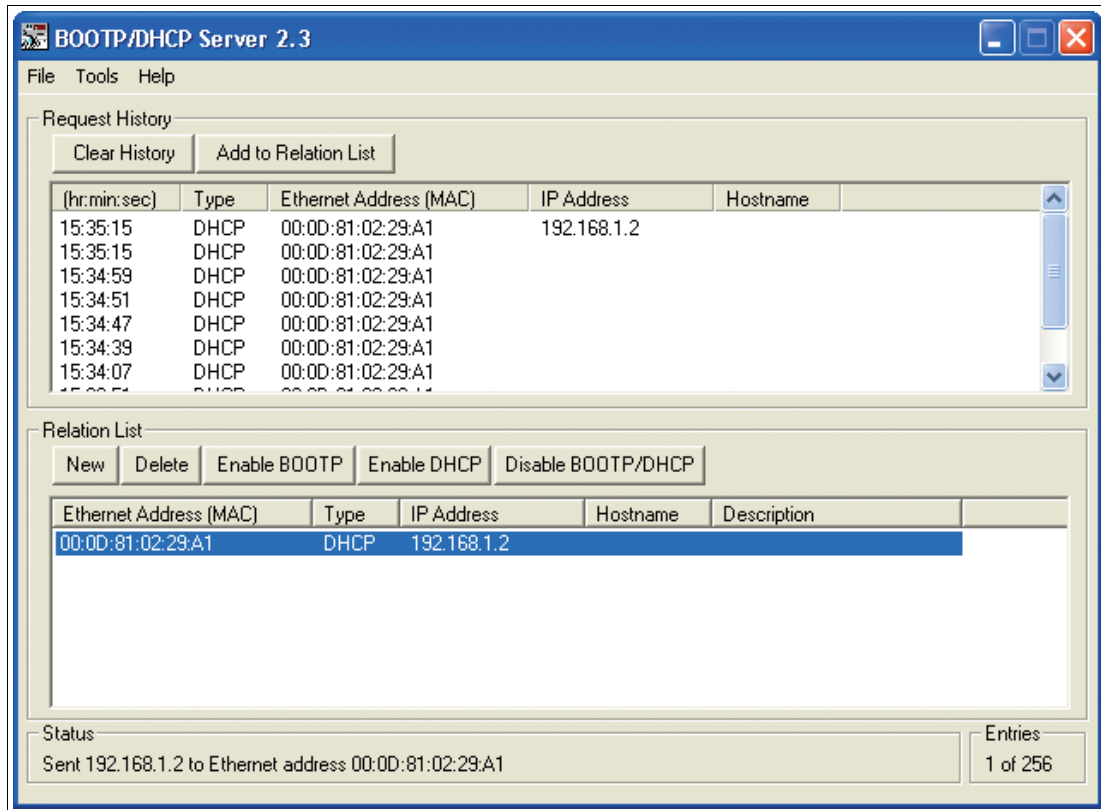 BOOTP/DHCP Server 2.3
File Tools Help
Request History
Clear History Add to Relation List
(hr:min:sec) Type Ethernet Address (MAC) IP Address Hostname
15:35:15 DHCP 00:0D:81:02:29:A1 192.168.1.2
15:35:15 DHCP 00:0D:81:02:29:A1
15:34:59 DHCP 00:0D:81:02:29:A1
15:34:51 DHCP 00:0D:81:02:29:A1
15:34:47 DHCP 00:0D:81:02:29:A1
15:34:39 DHCP 00:0D:81:02:29:A1
15:34:07 DHCP 00:0D:81:02:29:A1
Relation List
New Delete Enable BOOTP Enable DHCP Disable BOOTP/DHCP
Ethernet Address (MAC) Type IP Address Hostname Description
00:0D:81:02:29:A1 DHCP 192.168.1.2
Status
Sent 192.168.1.2 to Ethernet address 00:0D:81:02:29:A1
Entries
1 of 256